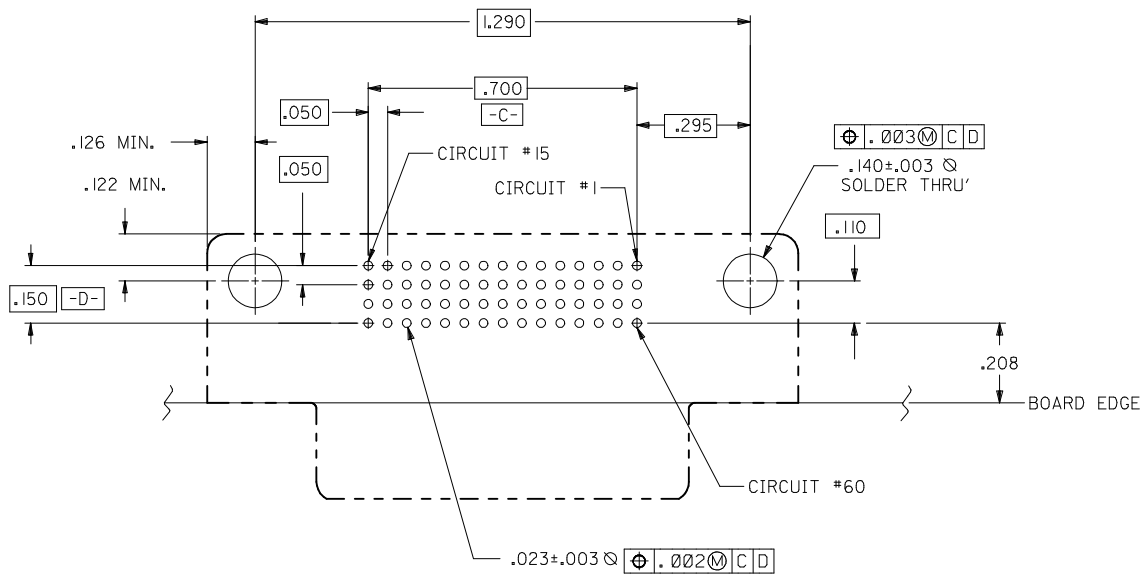 1.290
.700
.050
-C-
.295
.126 MIN.
CIRCUIT #15
⌖ .003Ⓜ C D
.050
.140±.003 ⌀
.122 MIN.
CIRCUIT #1
SOLDER THRU'
.110
.150 -D-
.208
BOARD EDGE
CIRCUIT #60
.023±.003 ⌀ ⌖ .002Ⓜ C D